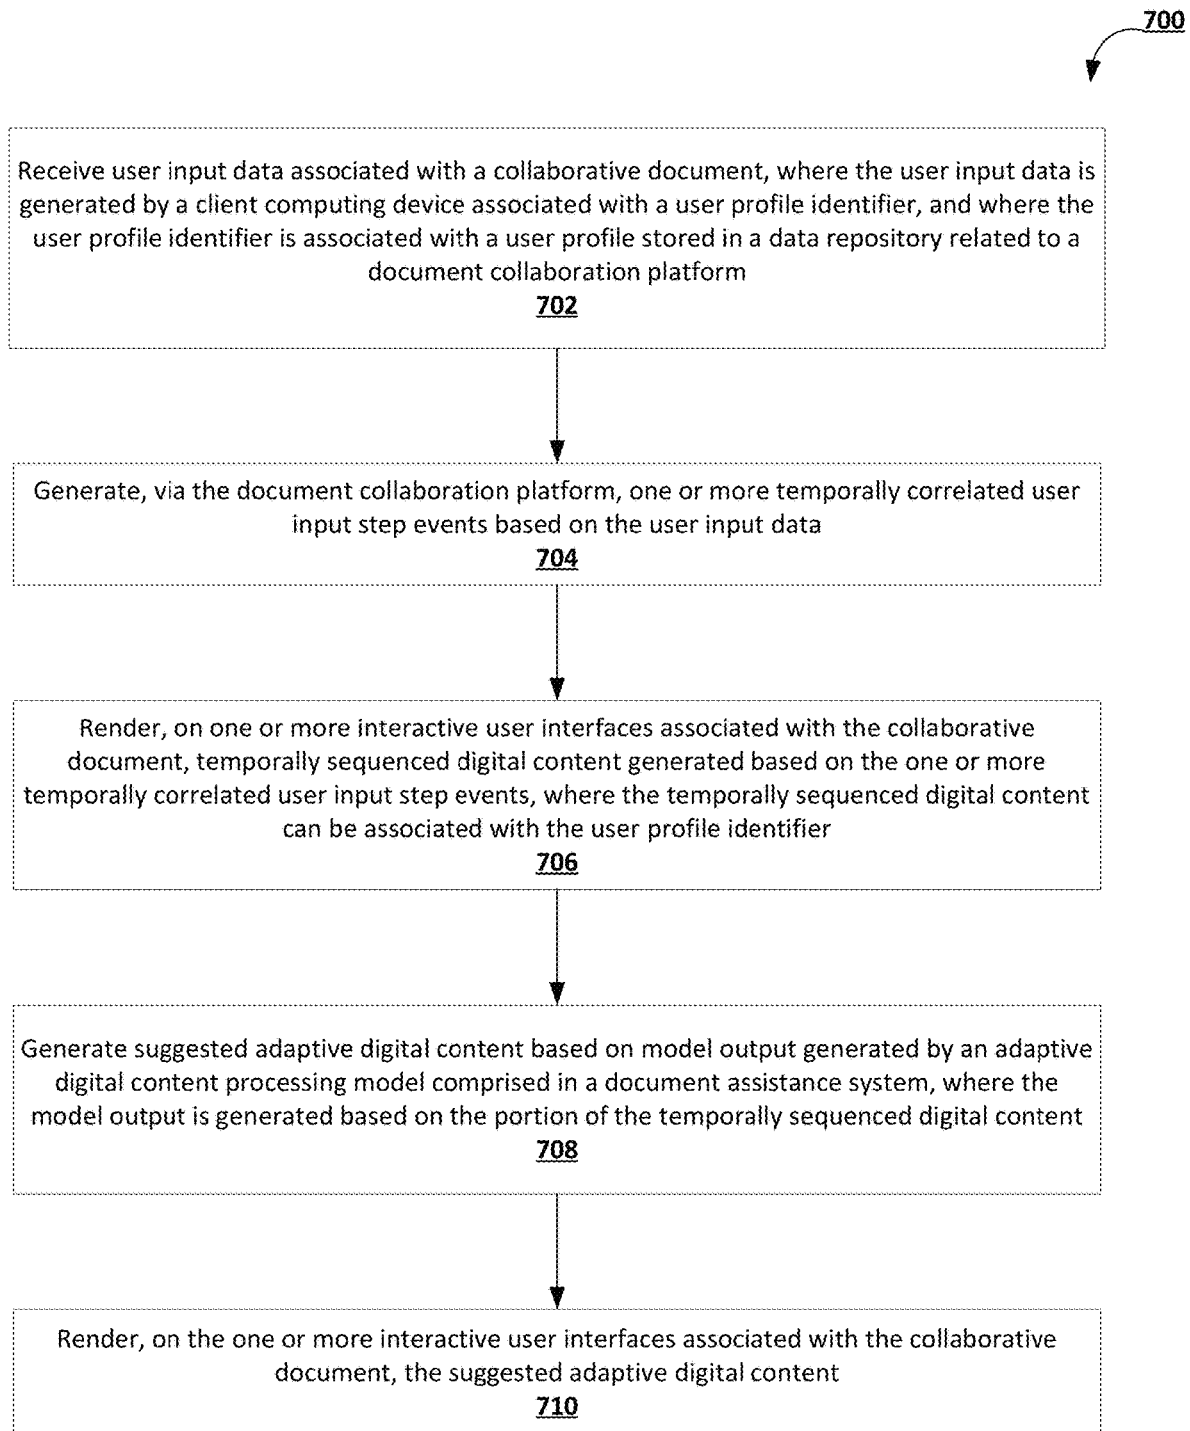 700
Receive user input data associated with a collaborative document, where the user input data is
generated by a client computing device associated with a user profile identifier, and where the
user profile identifier is associated with a user profile stored in a data repository related to a
document collaboration platform
702
Generate, via the document collaboration platform, one or more temporally correlated user
input step events based on the user input data
704
Render, on one or more interactive user interfaces associated with the collaborative
document, temporally sequenced digital content generated based on the one or more
temporally correlated user input step events, where the temporally sequenced digital content
can be associated with the user profile identifier
706
Generate suggested adaptive digital content based on model output generated by an adaptive
digital content processing model comprised in a document assistance system, where the
model output is generated based on the portion of the temporally sequenced digital content
708
Render, on the one or more interactive user interfaces associated with the collaborative
document, the suggested adaptive digital content
710